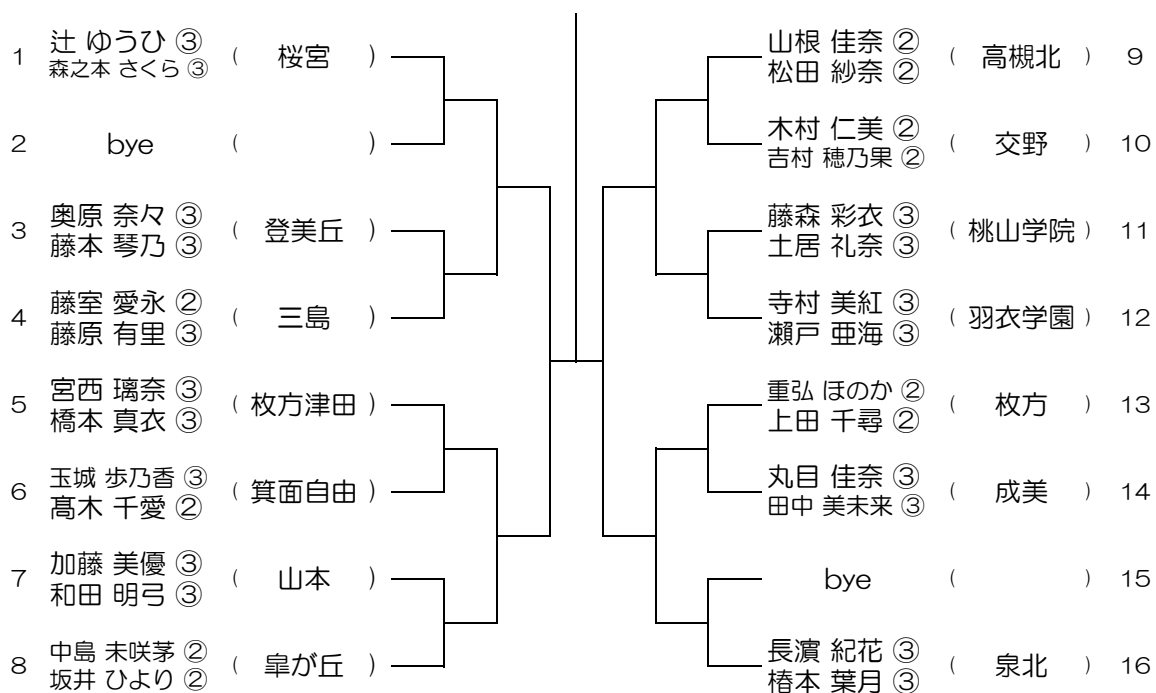 1 辻 ゆうひ ③ ( 桜宮 )
森之本 さくら ③
2 bye ( )
3 奥原 奈々 ③ ( 登美丘 )
藤本 琴乃 ③
4 藤室 愛永 ② ( 三島 )
藤原 有里 ③
5 宮西 璃奈 ③ ( 枚方津田 )
橋本 真衣 ③
6 玉城 歩乃香 ③ ( 箕面自由 )
髙木 千愛 ②
7 加藤 美優 ③ ( 山本 )
和田 明弓 ③
8 中島 未咲茅 ② ( 皐が丘 )
坂井 ひより ②
山根 佳奈 ② ( 高槻北 ) 9
松田 紗奈 ②
木村 仁美 ② ( 交野 ) 10
吉村 穂乃果 ②
藤森 彩衣 ③ ( 桃山学院 ) 11
土居 礼奈 ③
寺村 美紅 ③ ( 羽衣学園 ) 12
瀬戸 亜海 ③
重弘 ほのか ② ( 枚方 ) 13
上田 千尋 ②
丸目 佳奈 ③ ( 成美 ) 14
田中 美未来 ③
bye ( ) 15
長濵 紀花 ③ ( 泉北 ) 16
椿本 葉月 ③